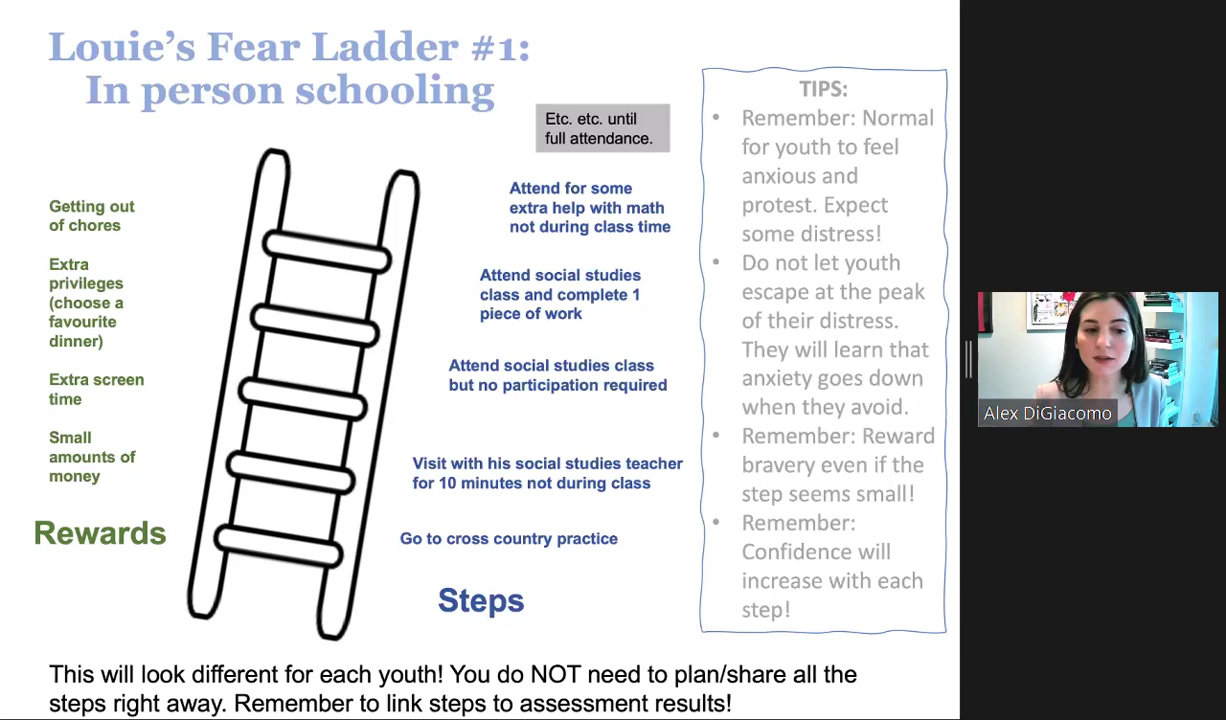 Louie's Fear Ladder #1:
In person schooling
Etc. etc. until
full attendance.
Getting out
of chores
Extra
privileges
(choose a
favourite
dinner)
Extra screen
time
Small
amounts of
money
Rewards
Attend for some
extra help with math
not during class time
Attend social studies
class and complete 1
piece of work
Attend social studies class
but no participation required
Visit with his social studies teacher
for 10 minutes not during class
Go to cross country practice
Steps
TIPS:
• Remember: Normal
for youth to feel
anxious and
protest. Expect
some distress!
• Do not let youth
escape at the peak
of their distress.
They will learn that
anxiety goes down
when they avoid.
• Remember: Reward
bravery even if the
step seems small!
• Remember:
Confidence will
increase with each
step!
This will look different for each youth! You do NOT need to plan/share all the
steps right away. Remember to link steps to assessment results!
Alex DiGiacomo